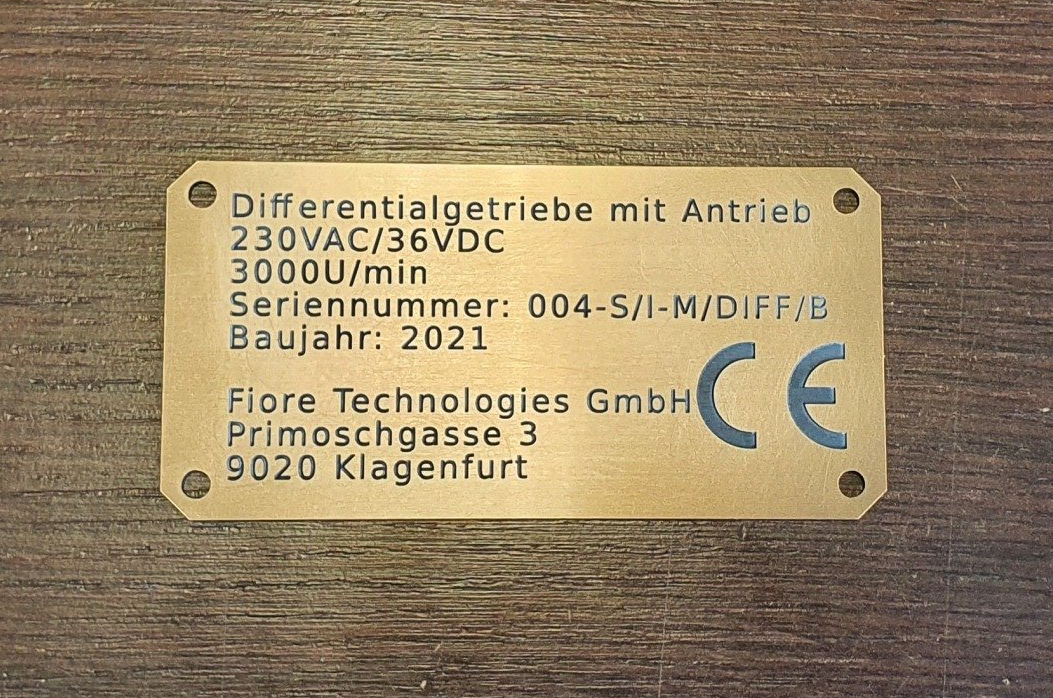 Differentialgetriebe mit Antrieb
230VAC/36VDC
3000U/min
Seriennummer: 004-S/I-M/DIFF/B
Baujahr: 2021
Fiore Technologies GmbH
Primoschgasse 3
9020 Klagenfurt
CE